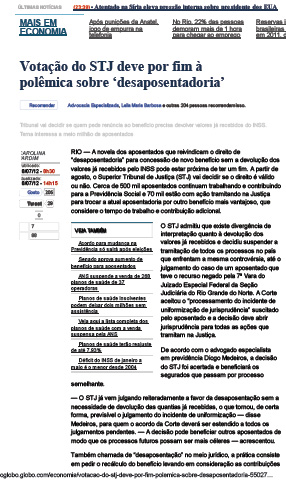 ÚLTIMAS NOTÍCIAS (23:29) • Atentado na Síria eleva pressão interna sobre presidente dos EUA
MAIS EM
ECONOMIA
Após punições da Anatel,
jogo de empurra na
telefonia
No Rio, 22% das pessoas
demoram mais de 1 hora
para chegar ao emprego
Reservas i
brasileiras
em 2011, d
Votação do STJ deve por fim à
polêmica sobre ‘desaposentadoria’
Recomendar Advocacia Especializada, Laila Maria Barbosa e outras 204 pessoas recomendaram isso.
Tribunal vai decidir se quem pede renúncia ao benefício precisa devolver valores já recebidos do INSS.
Tema interessa a meio milhão de aposentados
CAROLINA
JARDIM
8/07/12 - 8h30
8/07/12 - 14h15
Gosto 205
Tweet 29
0
7
88
RIO — A novela dos aposentados que reivindicam o direito de
"desaposentadoria" para concessão de novo benefício sem a devolução dos
valores já recebidos pelo INSS pode estar próxima de ter um fim. A partir de
agosto, o Superior Tribunal de Justiça (STJ) vai decidir se o direito é válido
ou não. Cerca de 500 mil aposentados continuam trabalhando e contribuindo
para a Previdência Social e 70 mil estão com ação tramitando na Justiça
para trocar a atual aposentadoria por outro benefício mais vantajoso, que
considere o tempo de trabalho e contribuição adicional.
VEJA TAMBÉM
Acordo para mudança na
Previdência só sairá após eleições
Senado aprova aumento de
benefício para aposentados
ANS suspende a venda de 268
planos de saúde de 37
operadoras
Planos de saúde insolventes
podem deixar dois milhões sem
assistência.
Veja aqui a lista completa dos
planos de saúde com a venda
suspensa pela ANS
Planos de saúde terão reajuste
de até 7,93%
Déficit do INSS de janeiro a
maio é o menor desde 2004
O STJ admitiu que existe divergência de
interpretação quanto à devolução dos
valores já recebidos e decidiu suspender a
tramitação de todos os processos no país
que enfrentam a mesma controvérsia, até o
julgamento do caso de um aposentado que
teve o recurso negado pela 7ª Vara do
Juizado Especial Federal de Seção
Judiciária do Rio Grande do Norte. A Corte
aceitou o "processamento do incidente de
uniformização de jurisprudência" suscitado
pelo aposentado e a decisão deve abrir
jurisprudência para todas as ações que
tramitam na Justiça.
De acordo com o advogado especialista
em previdência Diogo Medeiros, a decisão
do STJ foi acertada e beneficiará os
segurados que passam por processo
semelhante.
— O STJ já vem julgando reiteradamente a favor da desaposentação sem a
necessidade de devolução das quantias já recebidas, o que tornou, de certa
forma, previsível o julgamento do incidente de uniformização — disse
Medeiros, para quem o acordo da Corte deverá ser estendido a todos os
julgamentos pendentes. — A decisão pode beneficiar outros aposentados de
modo que os processos futuros possam ser mais céleres — acrescentou.
Também chamada de “desaposentação” no meio jurídico, a prática consiste
em pedir o recálculo do benefício levando em consideração as contribuições
oglobo.globo.com/economia/votacao-do-stj-deve-por-fim-polemica-sobre-desaposentadoria-55027…